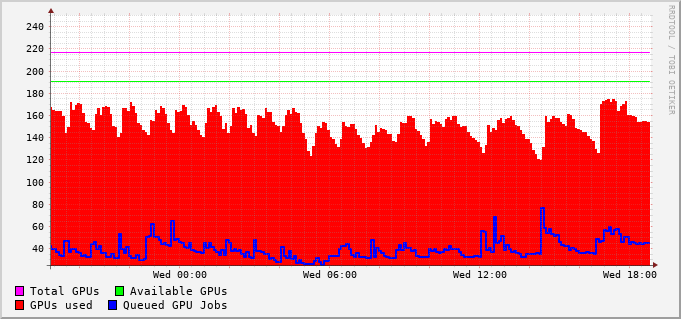 RRDTOOL / TOBI OETIKER
240
220
200
180
160
140
120
100
80
60
40
Wed 00:00 Wed 06:00 Wed 12:00 Wed 18:00
Total GPUs Available GPUs
GPUs used Queued GPU Jobs